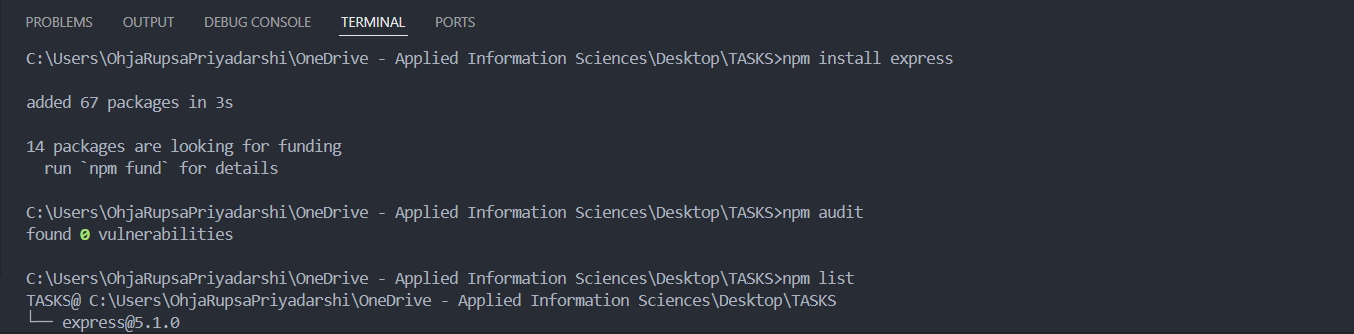 PROBLEMS OUTPUT DEBUG CONSOLE TERMINAL PORTS
C:\Users\OhjaRupsaPriyadarshi\OneDrive - Applied Information Sciences\Desktop\TASKS>npm install express
added 67 packages in 3s
14 packages are looking for funding
  run `npm fund` for details
C:\Users\OhjaRupsaPriyadarshi\OneDrive - Applied Information Sciences\Desktop\TASKS>npm audit
found 0 vulnerabilities
C:\Users\OhjaRupsaPriyadarshi\OneDrive - Applied Information Sciences\Desktop\TASKS>npm list
TASKS@ C:\Users\OhjaRupsaPriyadarshi\OneDrive - Applied Information Sciences\Desktop\TASKS
└── express@5.1.0